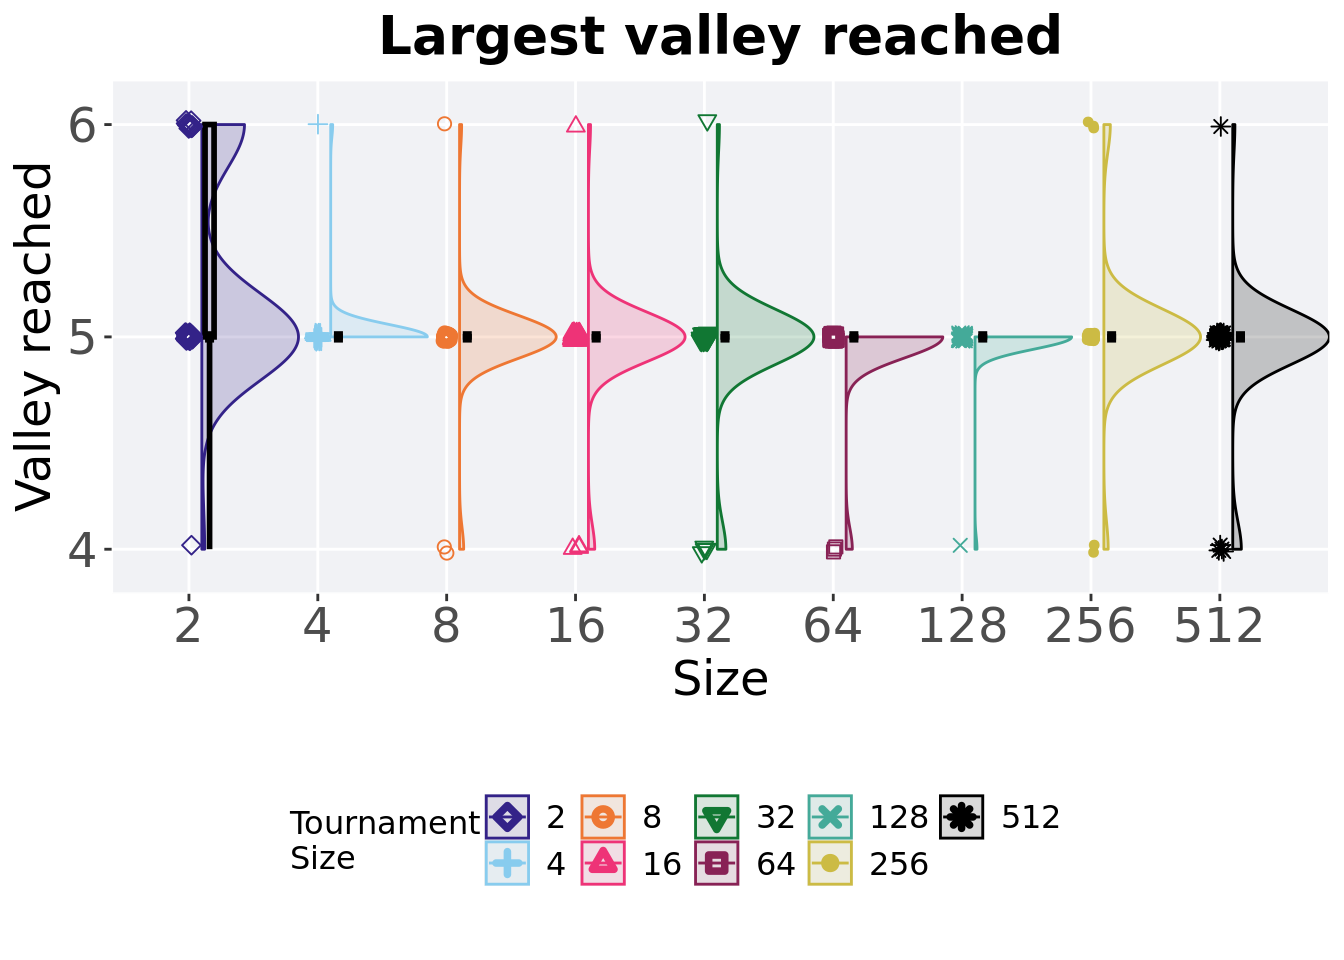 Largest valley reached
Valley reached
6
5
4
2 4 8 16 32 64 128 256 512
Size
Tournament
Size
2 8 32 128 512
4 16 64 256